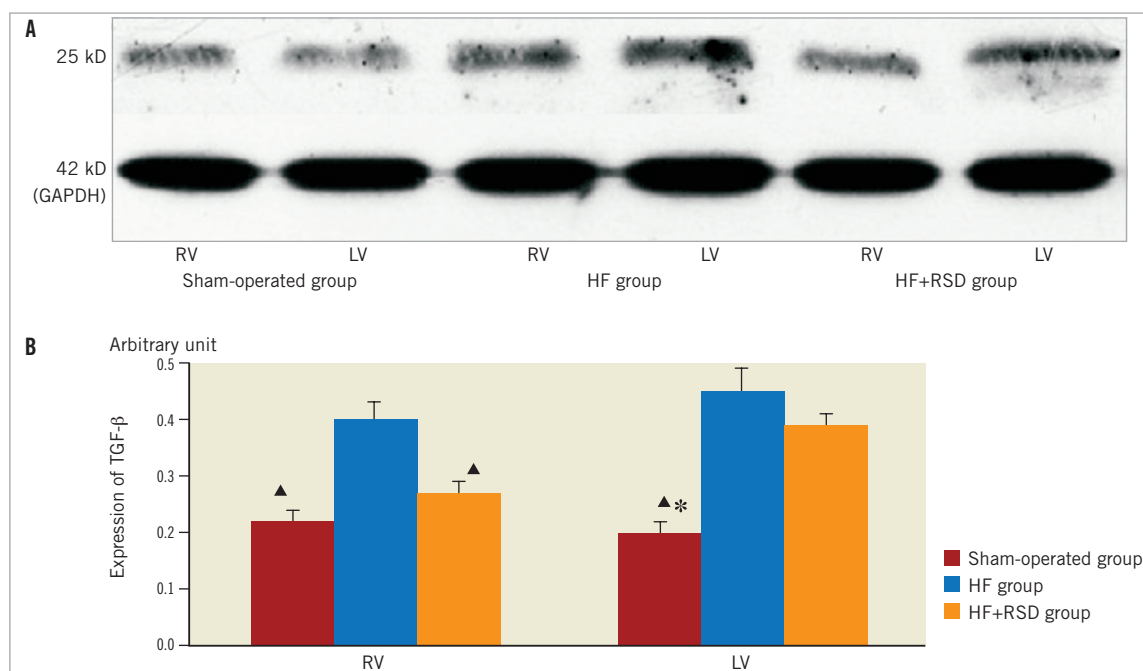 A
25 kD
42 kD
(GAPDH)
RV LV RV LV RV LV
Sham-operated group HF group HF+RSD group
B Arbitrary unit
Expression of TGF-β
0.5
0.4
0.3
0.2
0.1
0.0
▲ ▲ ▲ *
RV LV
Sham-operated group
HF group
HF+RSD group